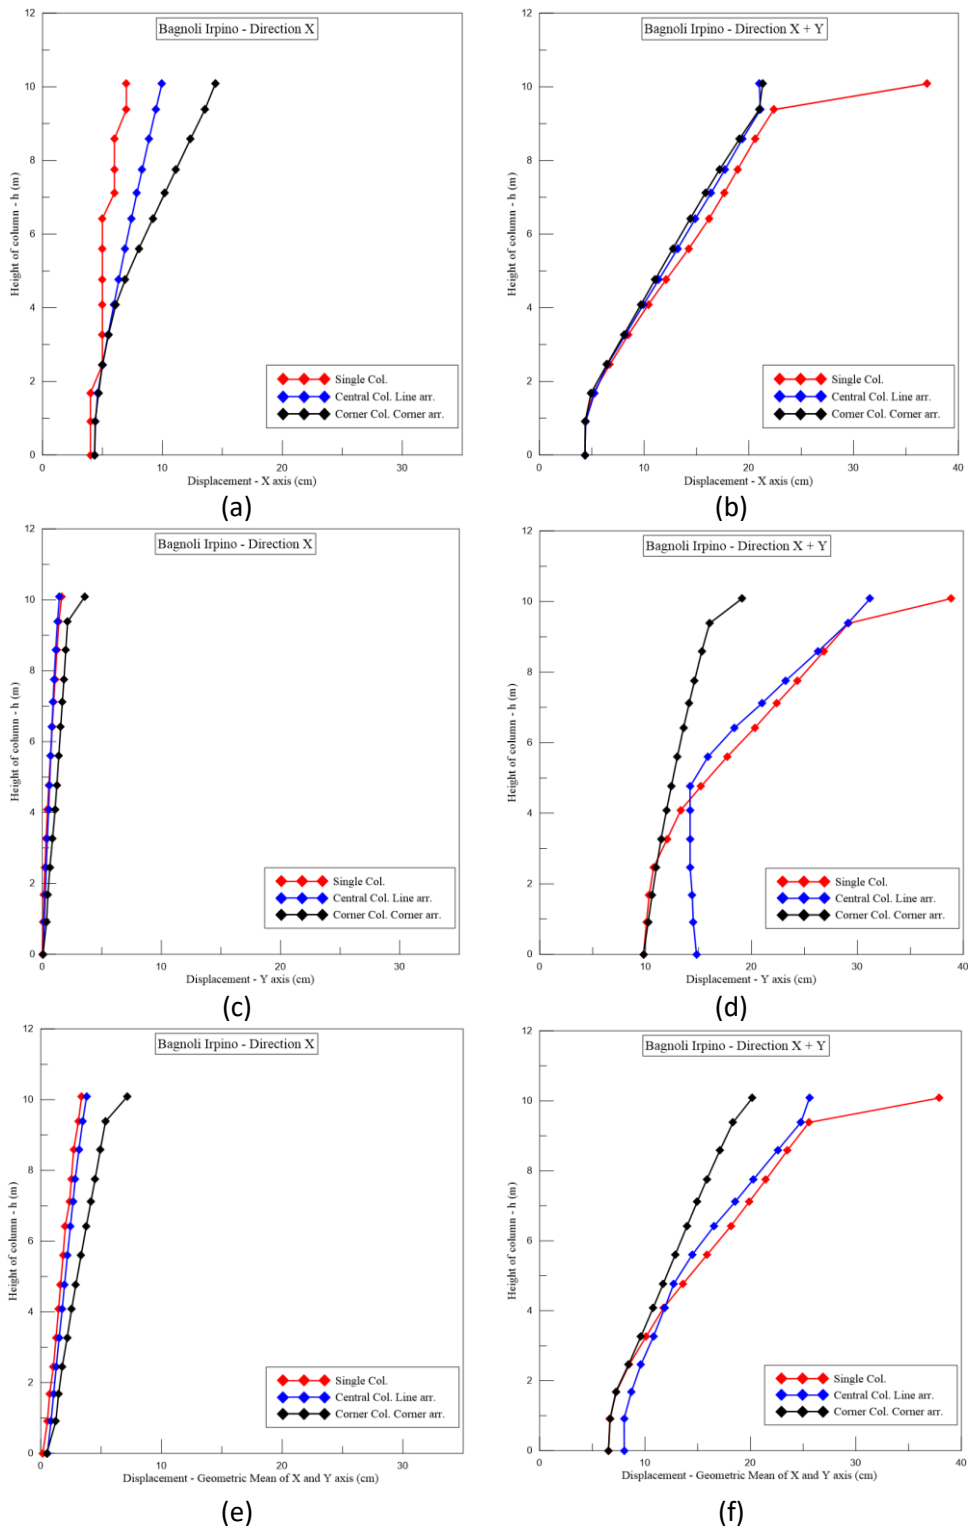 Bagnoli Irpino - Direction X
12
10
8
6
4
2
0
Height of column - h (m)
Single Col.
Central Col. Line arr.
Corner Col. Corner arr.
0 10 20 30
Displacement - X axis (cm)
(a)
Bagnoli Irpino - Direction X + Y
12
10
8
6
4
2
0
Height of column - h (m)
Single Col.
Central Col. Line arr.
Corner Col. Corner arr.
0 10 20 30 40
Displacement - X axis (cm)
(b)
Bagnoli Irpino - Direction X
12
10
8
6
4
2
0
Height of column - h (m)
Single Col.
Central Col. Line arr.
Corner Col. Corner arr.
0 10 20 30
Displacement - Y axis (cm)
(c)
Bagnoli Irpino - Direction X + Y
12
10
8
6
4
2
0
Height of column - h (m)
Single Col.
Central Col. Line arr.
Corner Col. Corner arr.
0 10 20 30 40
Displacement - Y axis (cm)
(d)
Bagnoli Irpino - Direction X
12
10
8
6
4
2
0
Height of column - h (m)
Single Col.
Central Col. Line arr.
Corner Col. Corner arr.
0 10 20 30
Displacement - Geometric Mean of X and Y axis (cm)
(e)
Bagnoli Irpino - Direction X + Y
12
10
8
6
4
2
0
Height of column - h (m)
Single Col.
Central Col. Line arr.
Corner Col. Corner arr.
0 10 20 30 40
Displacement - Geometric Mean of X and Y axis (cm)
(f)